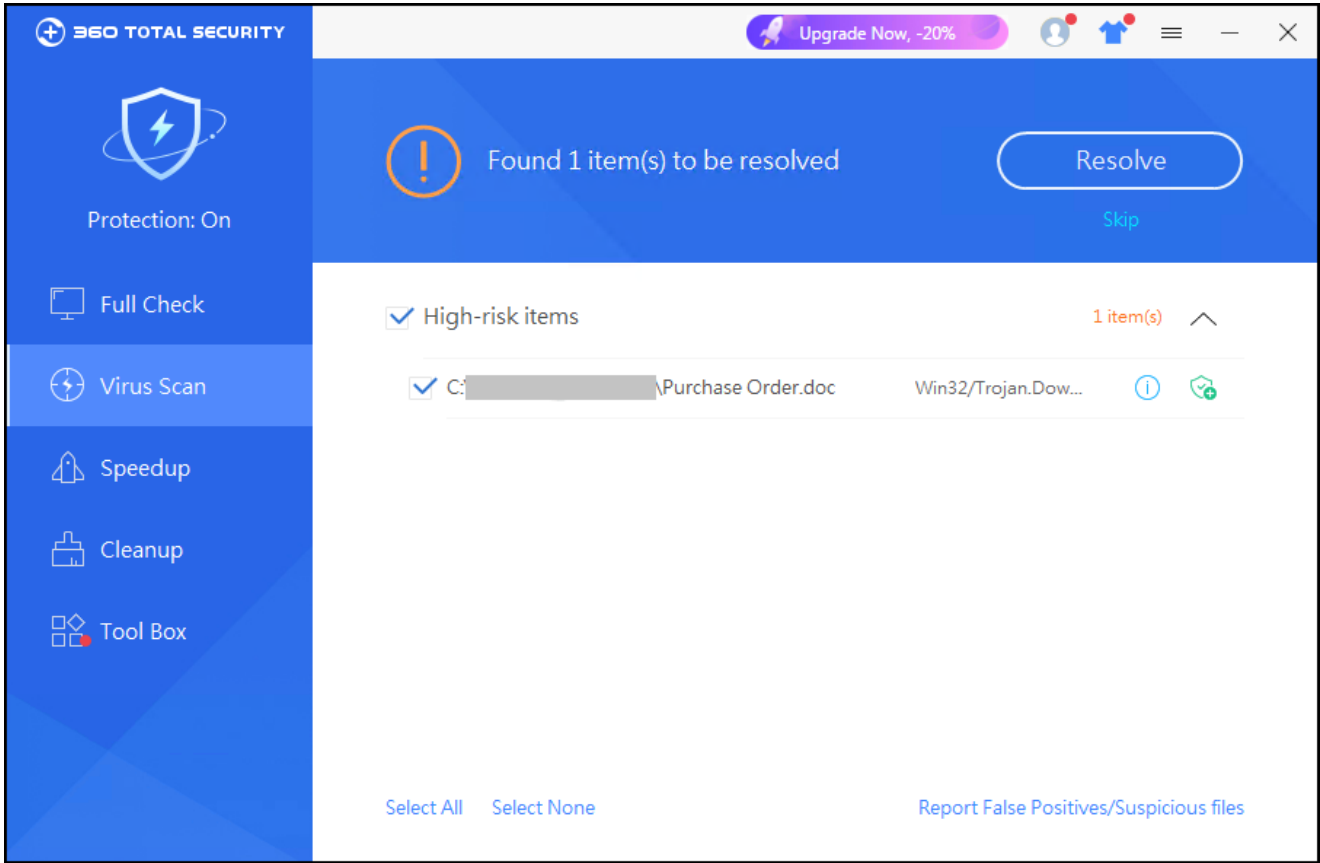 360 TOTAL SECURITY
Upgrade Now, -20%
Protection: On
Full Check
Virus Scan
Speedup
Cleanup
Tool Box
Found 1 item(s) to be resolved
Resolve
Skip
High-risk items
1 item(s)
C:\ \Purchase Order.doc
Win32/Trojan.Dow...
Select All
Select None
Report False Positives/Suspicious files